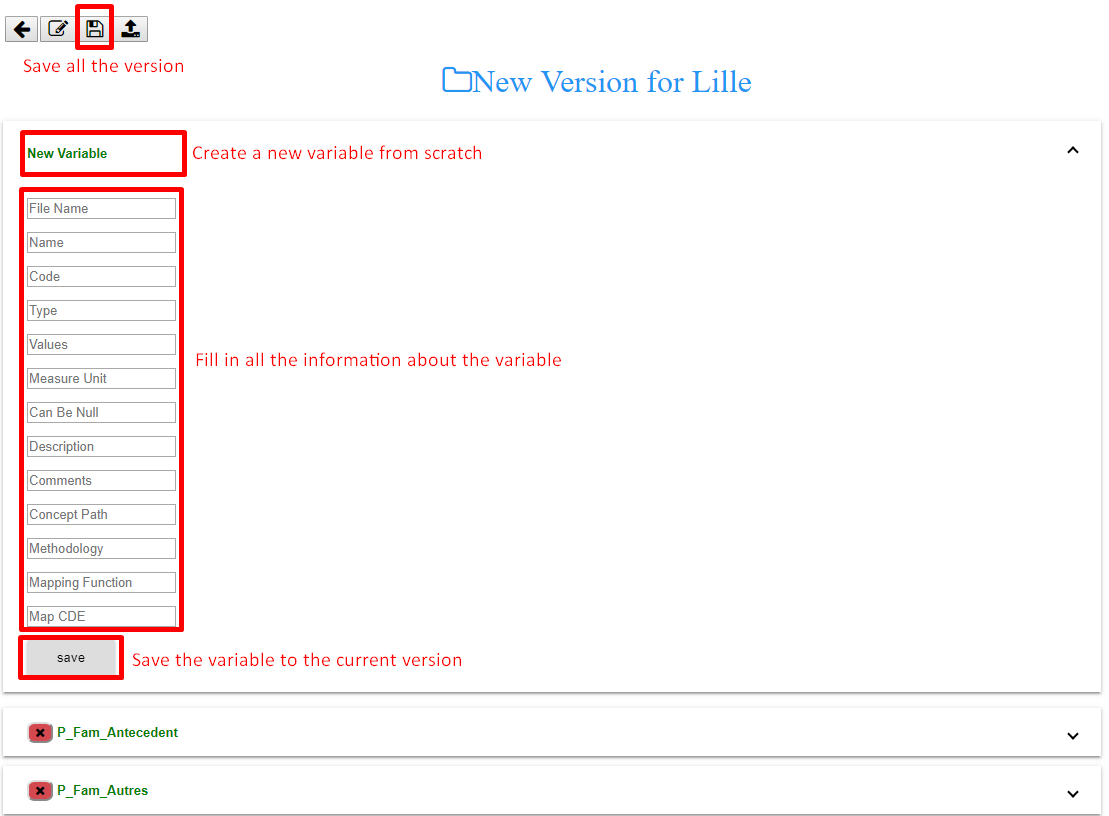 Save all the version
New Version for Lille
New Variable
Create a new variable from scratch
File Name
Name
Code
Type
Values
Fill in all the information about the variable
Measure Unit
Can Be Null
Description
Comments
Concept Path
Methodology
Mapping Function
Map CDE
save
Save the variable to the current version
P_Fam_Antecedent
P_Fam_Autres